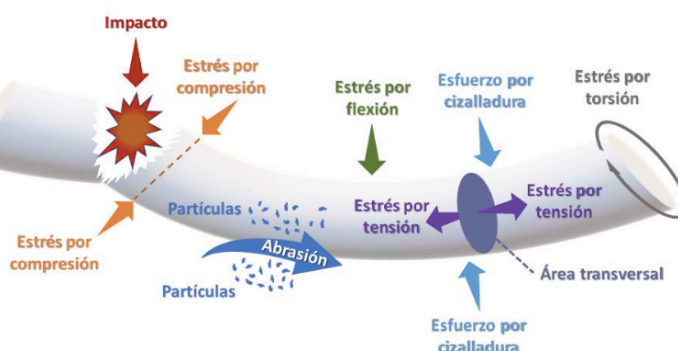 Impacto
Estrés por
compresión
Estrés por
flexión
Esfuerzo por
cizalladura
Estrés por
torsión
Partículas
Abrasión
Partículas
Estrés por
compresión
Estrés por
tensión
Estrés por
tensión
Área transversal
Esfuerzo por
cizalladura